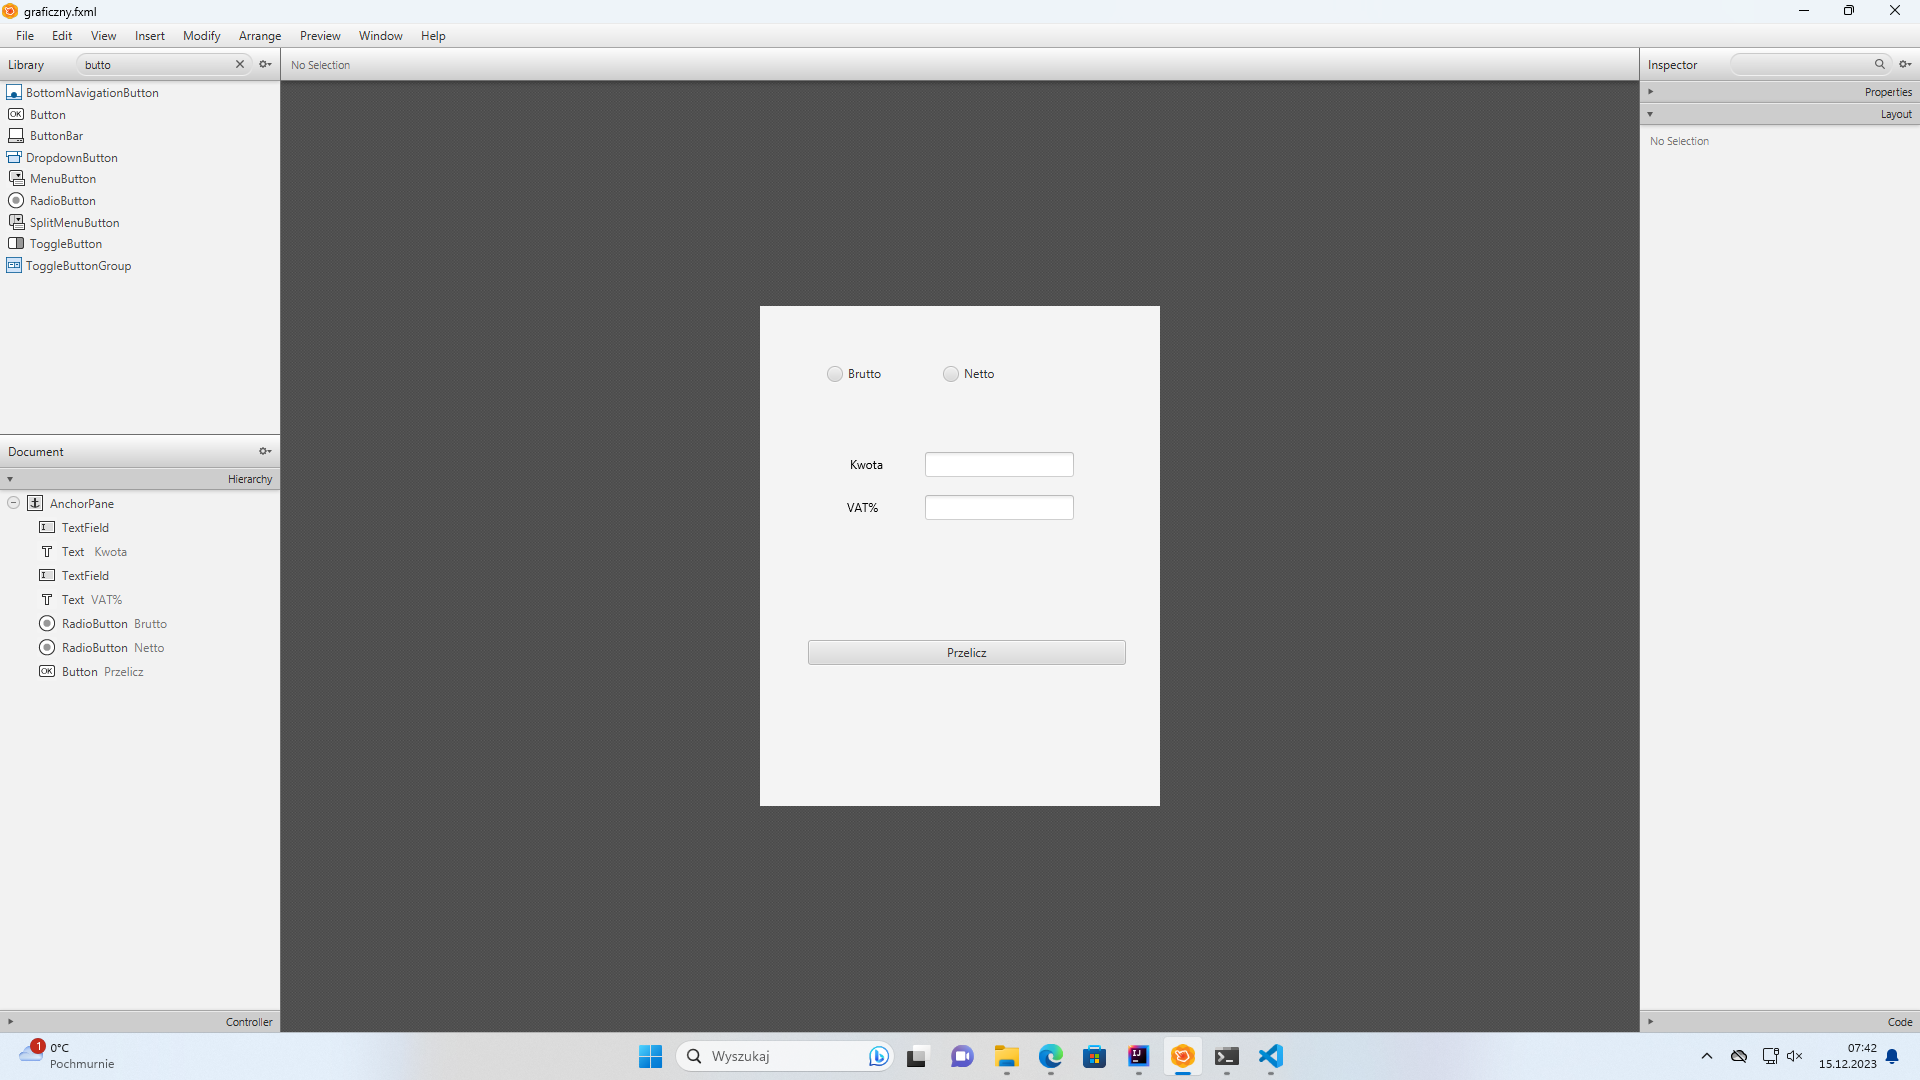 graficzny.fxml
File Edit View Insert Modify Arrange Preview Window Help
Library butto
No Selection
Inspector
BottomNavigationButton
Button
ButtonBar
DropdownButton
MenuButton
RadioButton
SplitMenuButton
ToggleButton
ToggleButtonGroup
Properties
Layout
No Selection
Brutto Netto
Kwota
VAT%
Przelicz
Document
Hierarchy
AnchorPane
TextField
Text Kwota
TextField
Text VAT%
RadioButton Brutto
RadioButton Netto
Button Przelicz
Controller
Code
1
0°C
Pochmurnie
Wyszukaj
07:42
15.12.2023